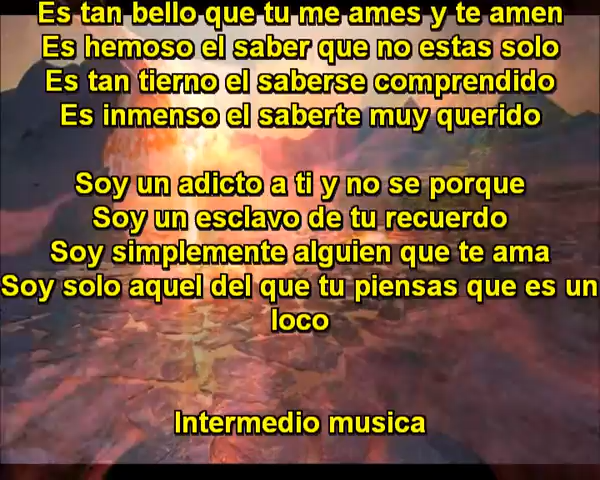 Es tan bello que tu me ames y te amen
Es hemoso el saber que no estas solo
Es tan tierno el saberse comprendido
Es inmenso el saberte muy querido
Soy un adicto a ti y no se porque
Soy un esclavo de tu recuerdo
Soy simplemente alguien que te ama
Soy solo aquel del que tu piensas que es un
loco
Intermedio musica